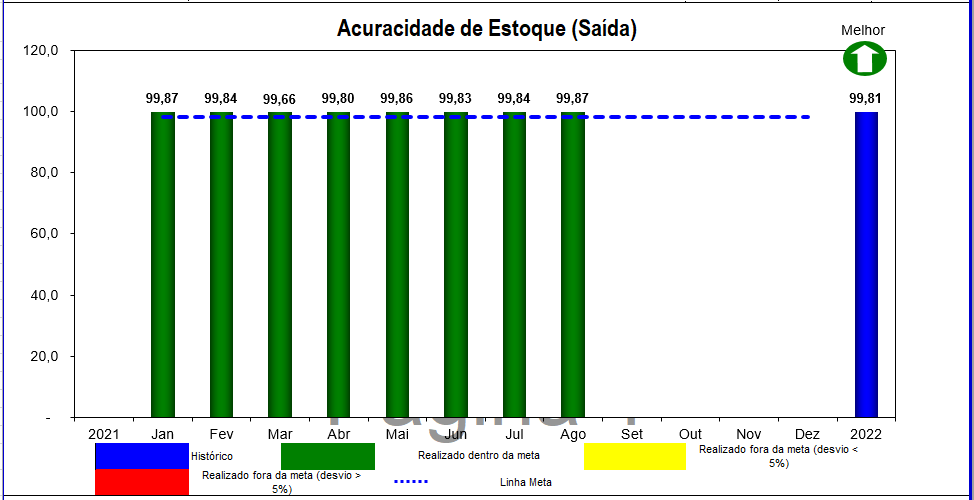 Acuracidade de Estoque (Saída)
Melhor
120,0
99,87 99,84 99,66 99,80 99,86 99,83 99,84 99,87 99,81
100,0
80,0
60,0
40,0
20,0
-
2021 Jan Fev Mar Abr Mai Jun Jul Ago Set Out Nov Dez 2022
Histórico
Realizado dentro da meta
Realizado fora da meta (desvio <
5%)
Realizado fora da meta (desvio >
5%)
Linha Meta